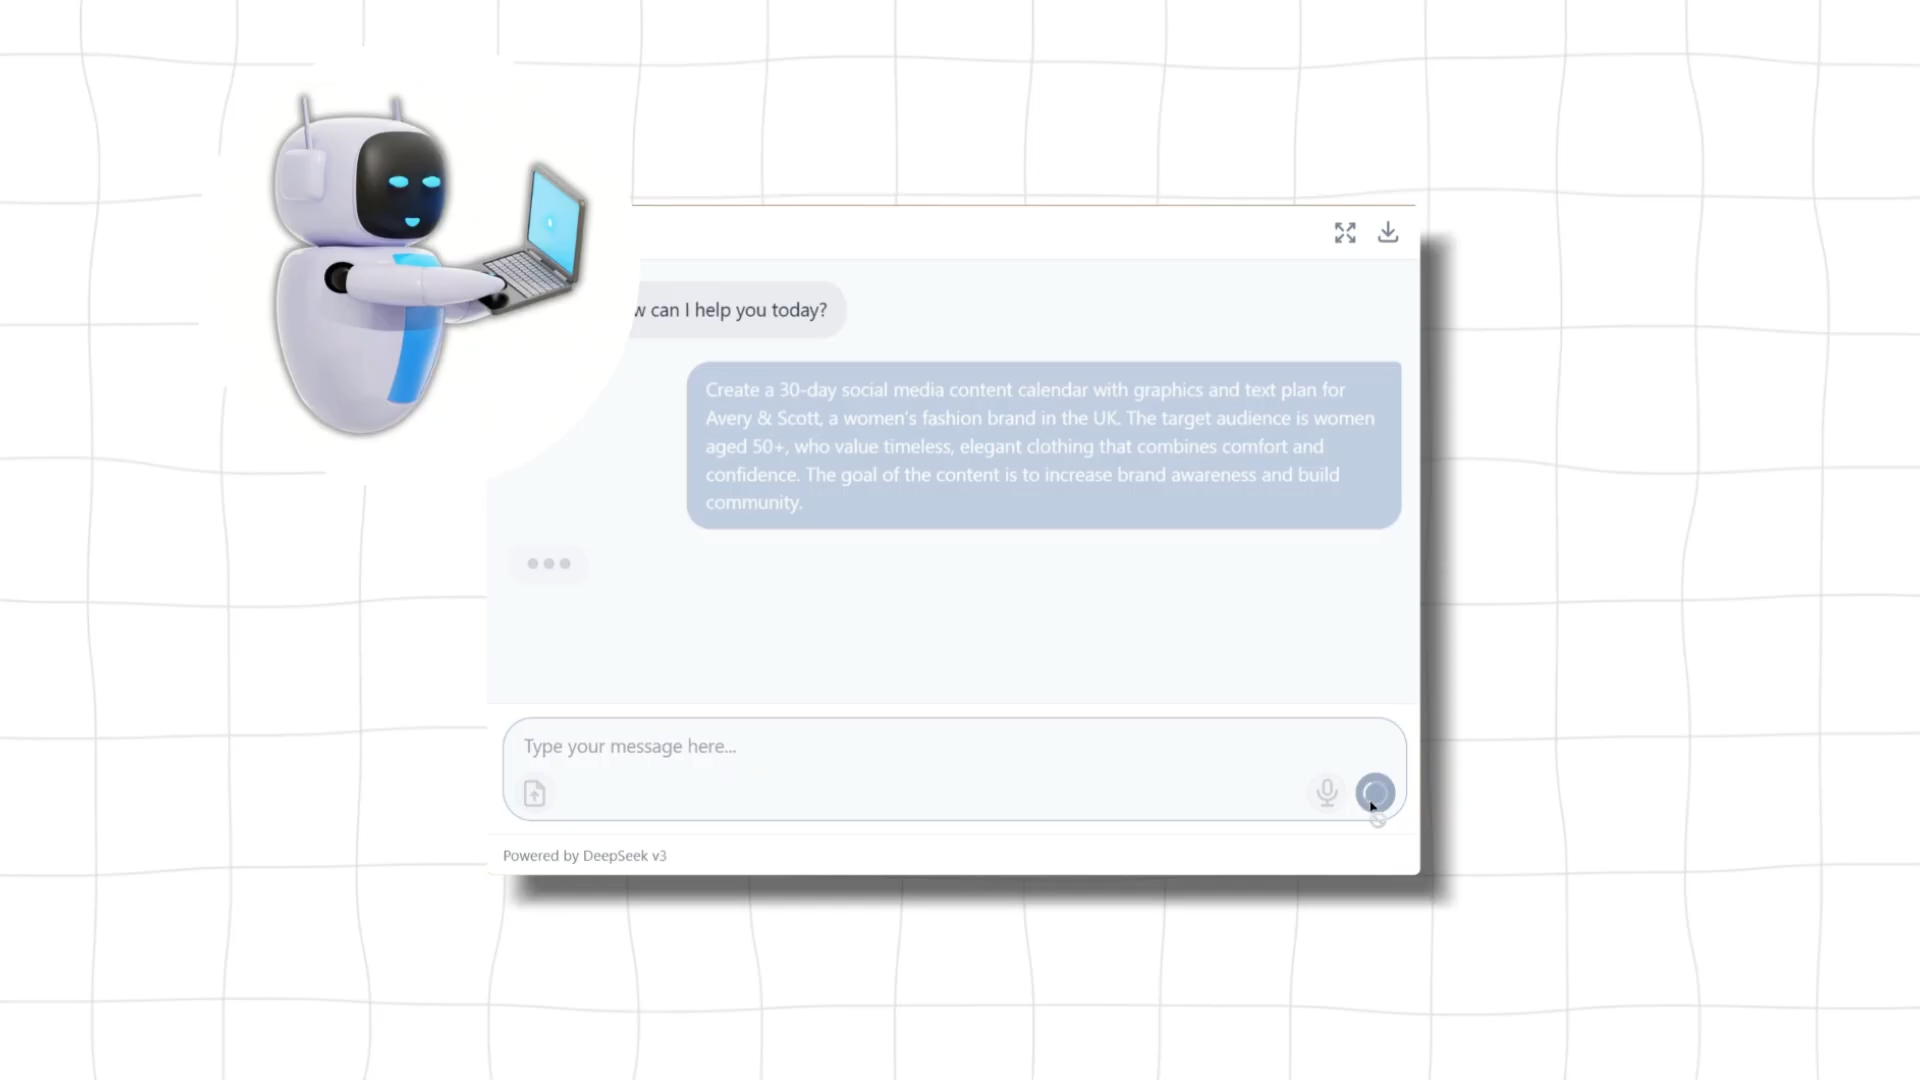 can I help you today?
Create a 30-day social media content calendar with graphics and text plan for
Avery & Scott, a women's fashion brand in the UK. The target audience is women
aged 50+, who value timeless, elegant clothing that combines comfort and
confidence. The goal of the content is to increase brand awareness and build
community.
Type your message here...
Powered by DeepSeek v3